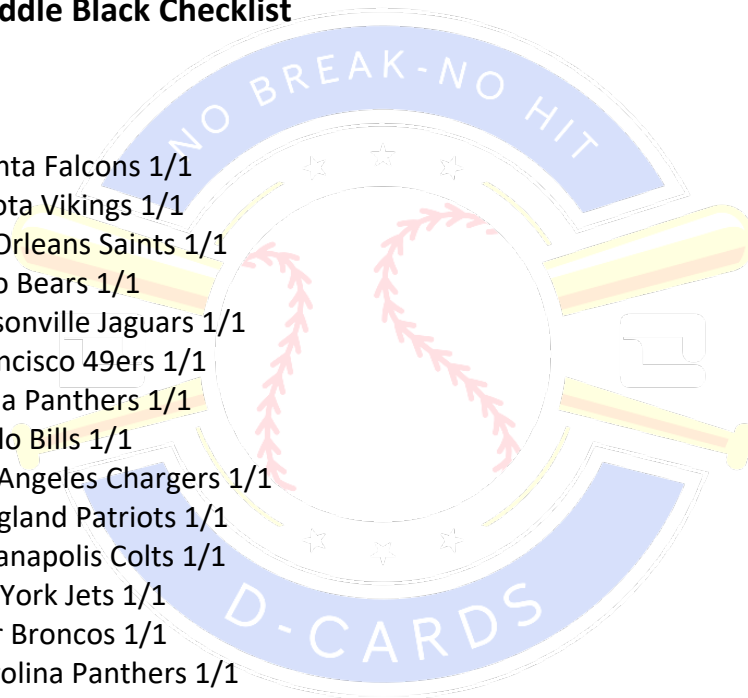 ddle Black Checklist
NO BREAK-NO HIT
nta Falcons 1/1
ota Vikings 1/1
Orleans Saints 1/1
o Bears 1/1
sonville Jaguars 1/1
ncisco 49ers 1/1
a Panthers 1/1
lo Bills 1/1
Angeles Chargers 1/1
gland Patriots 1/1
anapolis Colts 1/1
York Jets 1/1
r Broncos 1/1
rolina Panthers 1/1
D-CARDS